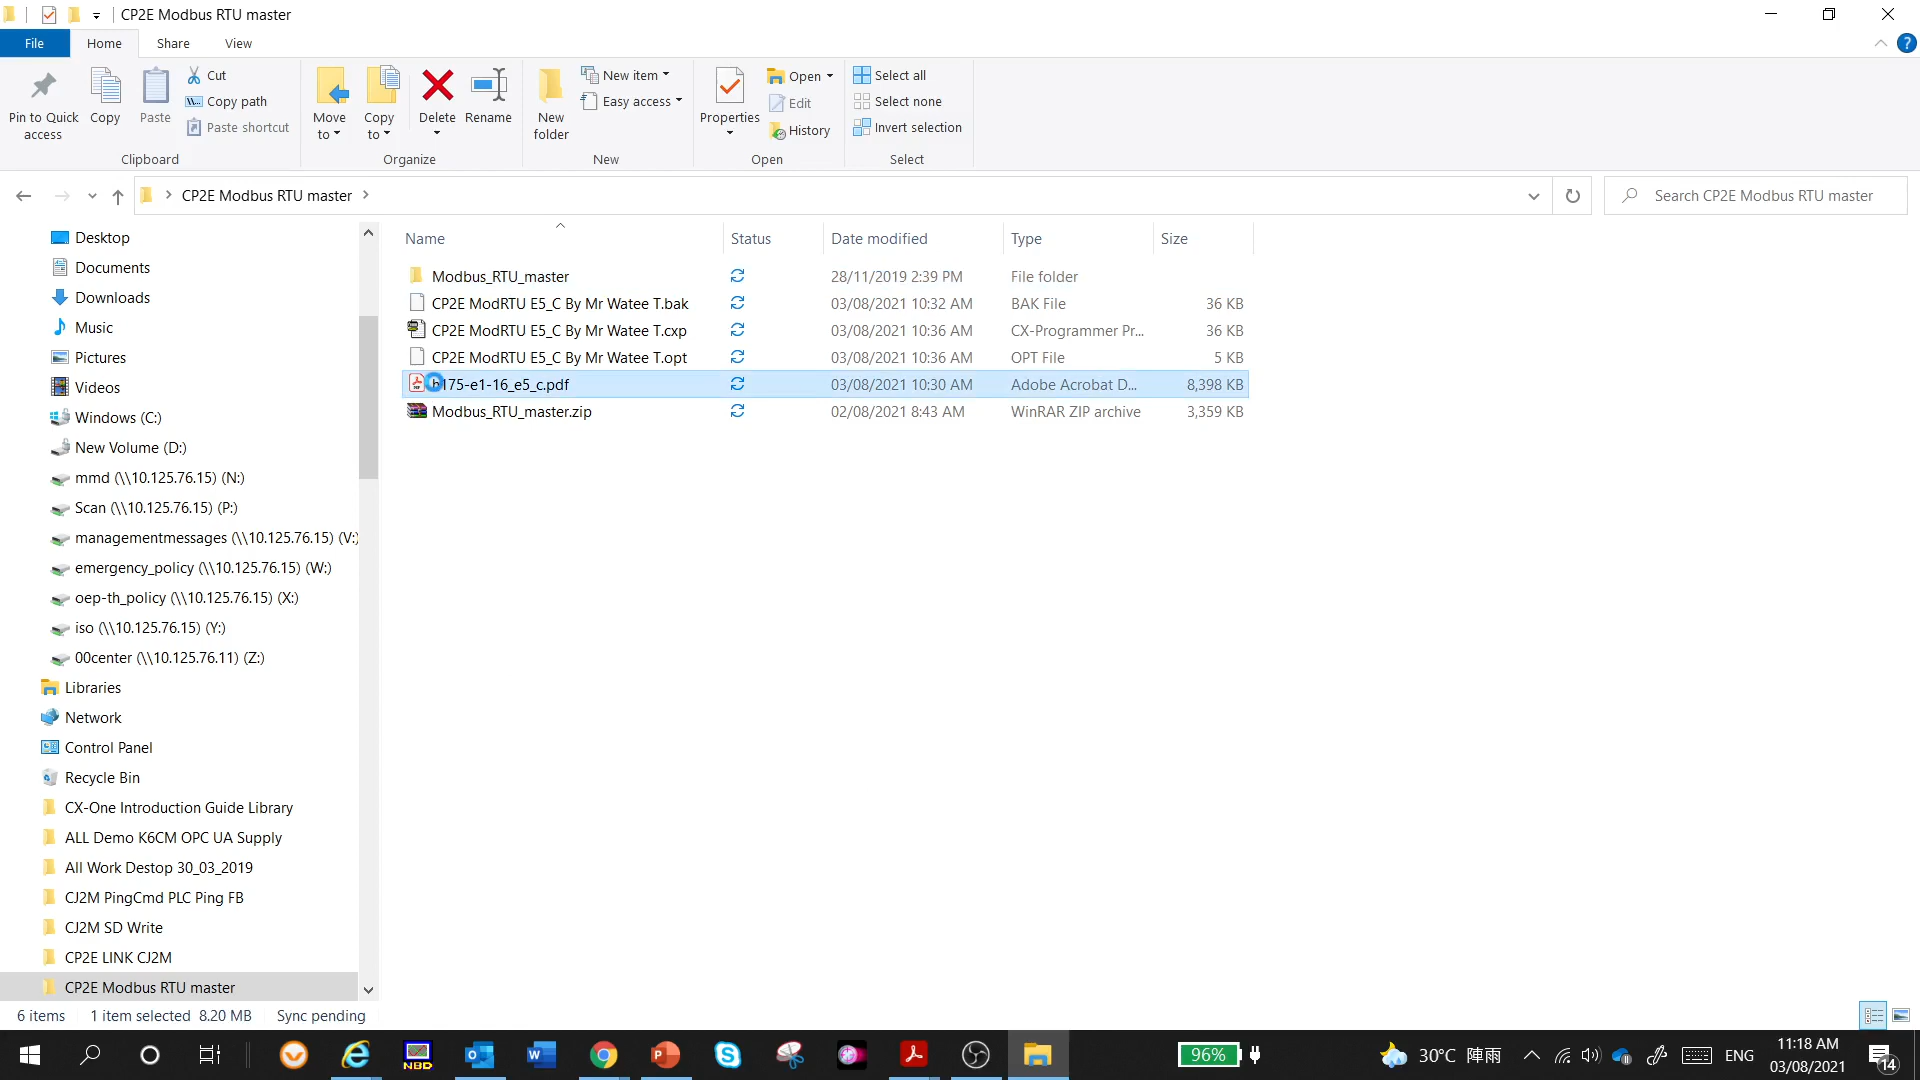 CP2E Modbus RTU master
File Home Share View
Pin to Quick access
Copy
Paste
Cut
Copy path
Paste shortcut
Clipboard
Move to
Copy to
Delete
Rename
Organize
New folder
New item
Easy access
New
Properties
Open
Edit
History
Open
Select all
Select none
Invert selection
Select
CP2E Modbus RTU master
Search CP2E Modbus RTU master
Desktop
Documents
Downloads
Music
Pictures
Videos
Windows (C:)
New Volume (D:)
mmd (\\10.125.76.15) (N:)
Scan (\\10.125.76.15) (P:)
managementmessages (\\10.125.76.15) (V:)
emergency_policy (\\10.125.76.15) (W:)
oep-th_policy (\\10.125.76.15) (X:)
iso (\\10.125.76.15) (Y:)
00center (\\10.125.76.11) (Z:)
Libraries
Network
Control Panel
Recycle Bin
CX-One Introduction Guide Library
ALL Demo K6CM OPC UA Supply
All Work Destop 30_03_2019
CJ2M PingCmd PLC Ping FB
CJ2M SD Write
CP2E LINK CJ2M
CP2E Modbus RTU master
Name Status Date modified Type Size
Modbus_RTU_master 28/11/2019 2:39 PM File folder
CP2E ModRTU E5_C By Mr Watee T.bak 03/08/2021 10:32 AM BAK File 36 KB
CP2E ModRTU E5_C By Mr Watee T.cxp 03/08/2021 10:36 AM CX-Programmer Pr... 36 KB
CP2E ModRTU E5_C By Mr Watee T.opt 03/08/2021 10:36 AM OPT File 5 KB
h175-e1-16_e5_c.pdf 03/08/2021 10:30 AM Adobe Acrobat D... 8,398 KB
Modbus_RTU_master.zip 02/08/2021 8:43 AM WinRAR ZIP archive 3,359 KB
6 items 1 item selected 8.20 MB Sync pending
NBD
96%
30°C 陣雨
ENG
11:18 AM
03/08/2021
14